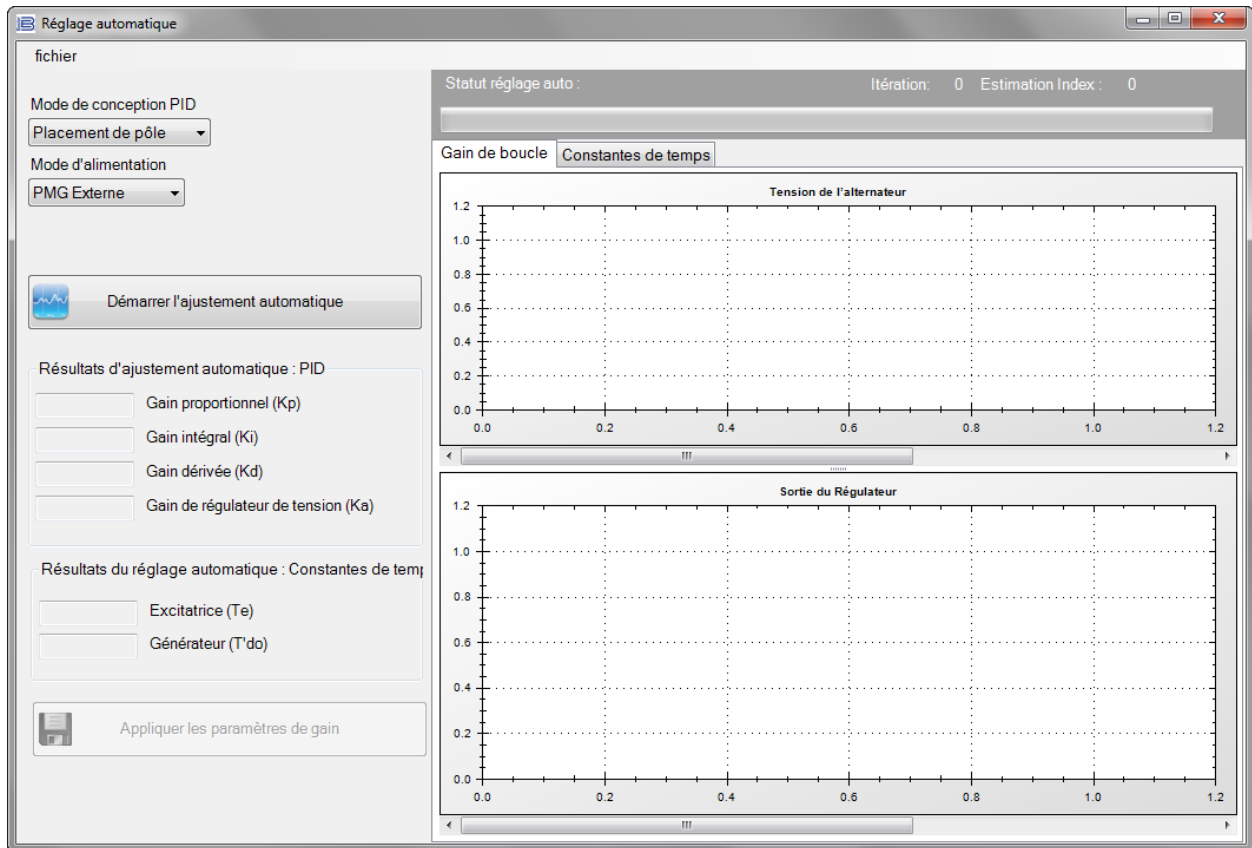 Réglage automatique
fichier
Mode de conception PID
Placement de pôle
Mode d'alimentation
PMG Externe
Démarrer l'ajustement automatique
Résultats d'ajustement automatique : PID
Gain proportionnel (Kp)
Gain intégral (Ki)
Gain dérivée (Kd)
Gain de régulateur de tension (Ka)
Résultats du réglage automatique : Constantes de temp
Excitatrice (Te)
Générateur (T'do)
Appliquer les paramètres de gain
Statut réglage auto : Itération: 0 Estimation Index : 0
Gain de boucle Constantes de temps
Tension de l'alternateur
1.2
1.0
0.8
0.6
0.4
0.2
0.0
0.0 0.2 0.4 0.6 0.8 1.0 1.2
Sortie du Régulateur
1.2
1.0
0.8
0.6
0.4
0.2
0.0
0.0 0.2 0.4 0.6 0.8 1.0 1.2